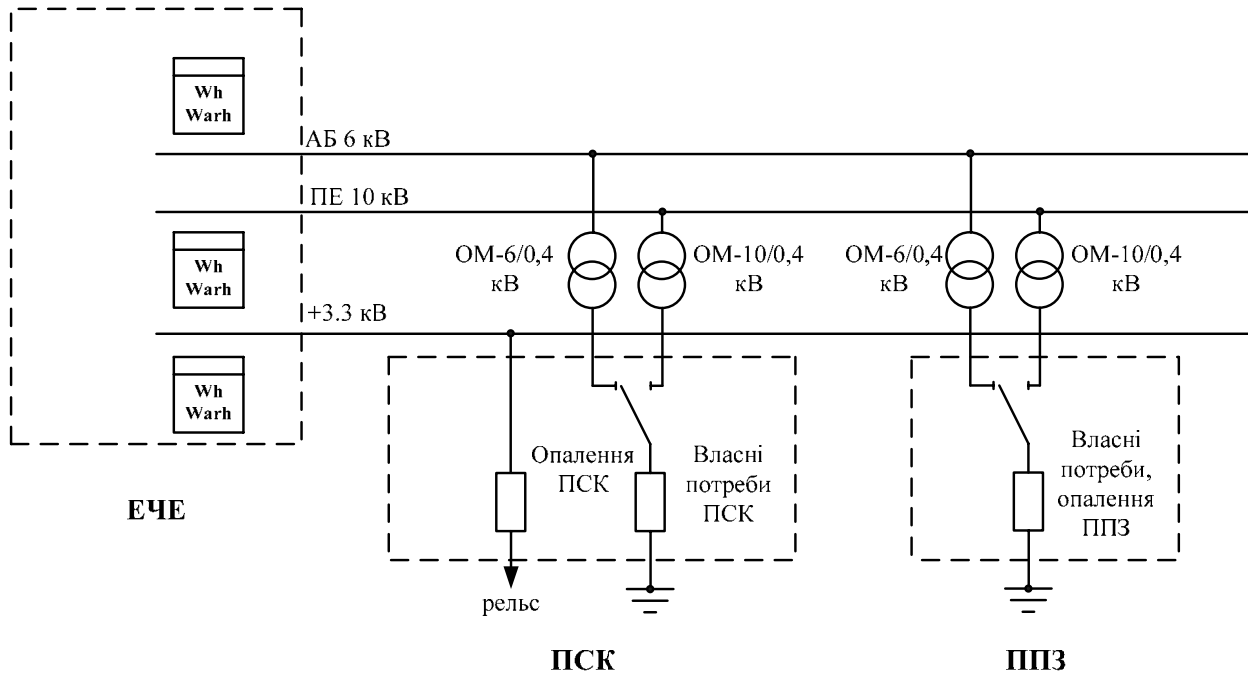 Wh
Warh
АБ 6 кВ
ПЕ 10 кВ
Wh
Warh
ОМ-6/0,4
кВ
ОМ-10/0,4
кВ
ОМ-6/0,4
кВ
ОМ-10/0,4
кВ
+3.3 кВ
Wh
Warh
Опалення
ПСК
Власні
потреби
ПСК
Власні
потреби,
опалення
ППЗ
ЕЧЕ
рельс
ПСК
ППЗ